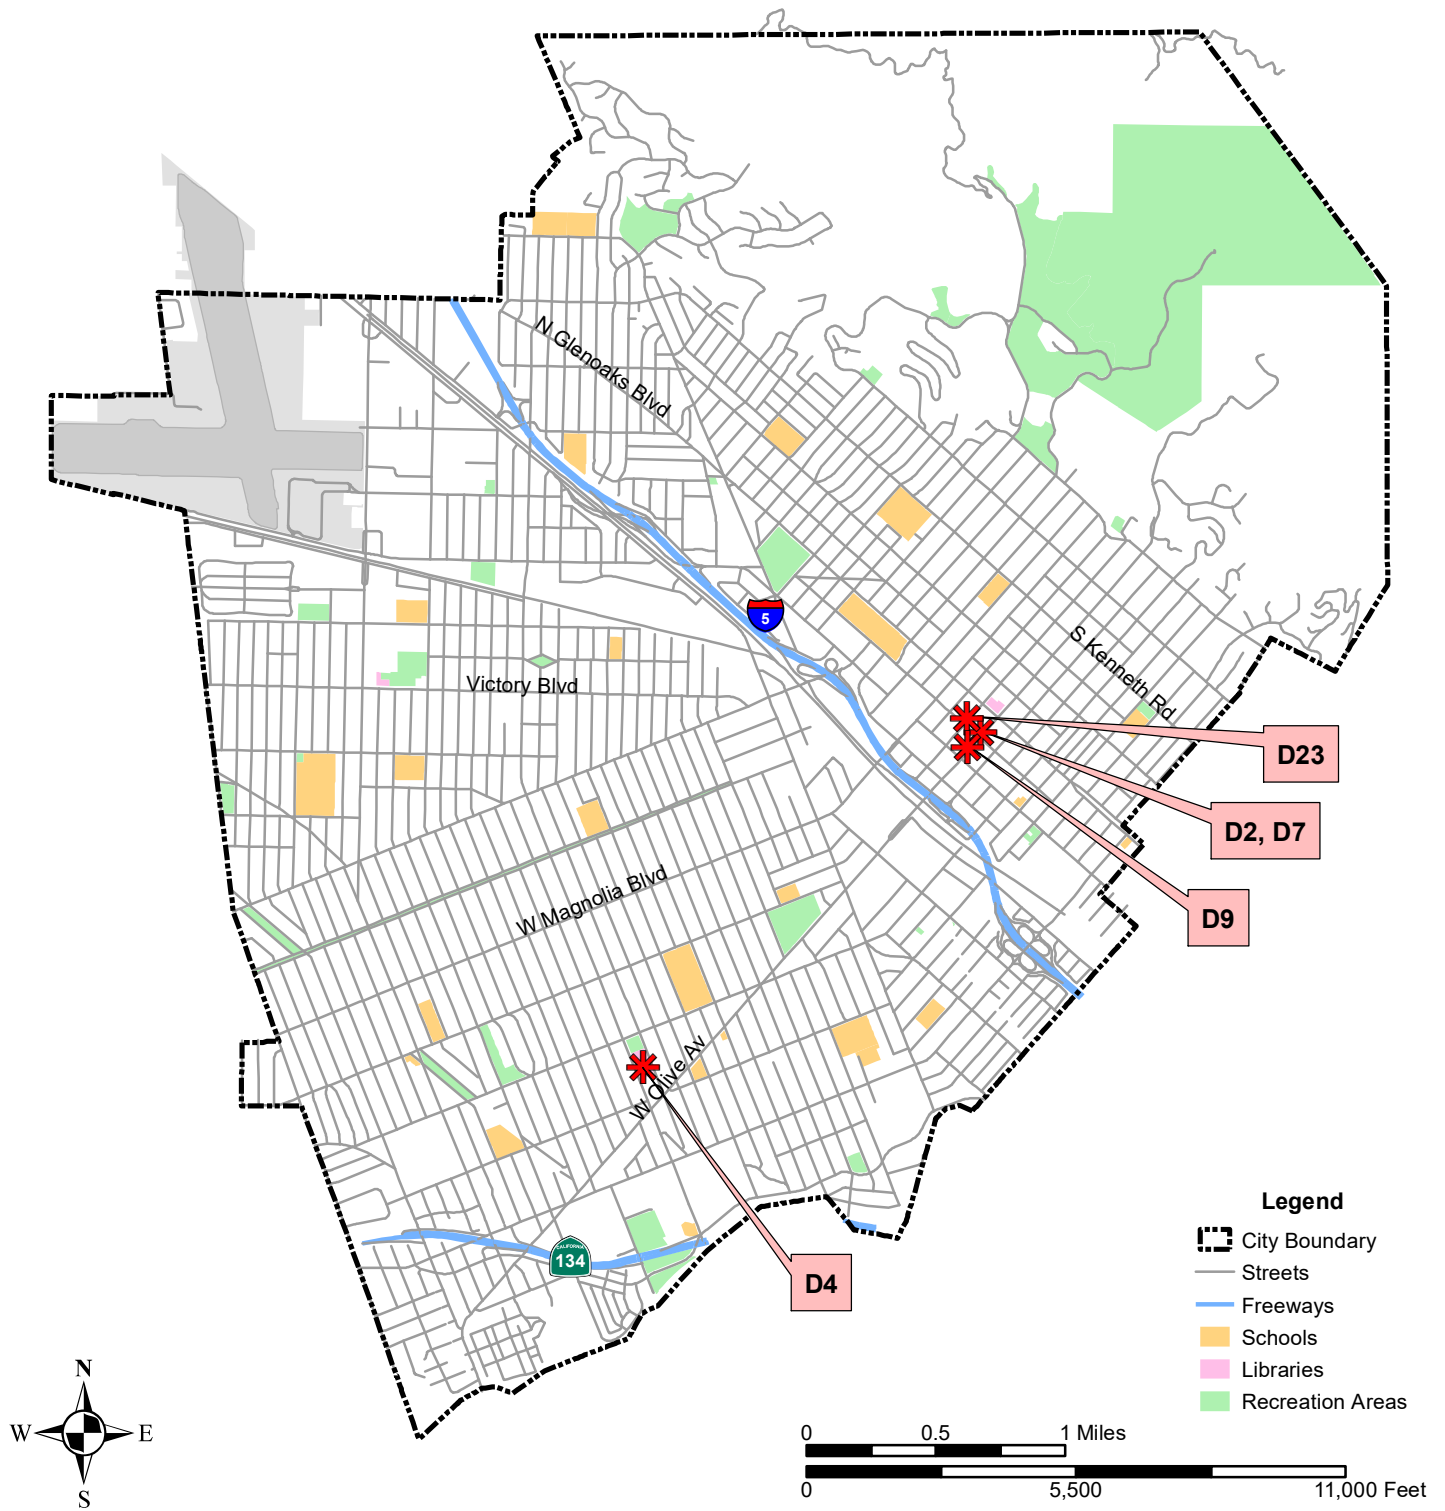 N Glenoaks Blvd
5
S Kenneth Rd
Victory Blvd
D23
D2, D7
W Magnolia Blvd
D9
W Olive Av
Legend
City Boundary
Streets
CALIFORNIA
134
D4
Freeways
Schools
Libraries
Recreation Areas
N
W E
S
0 0.5 1 Miles
0 5,500 11,000 Feet